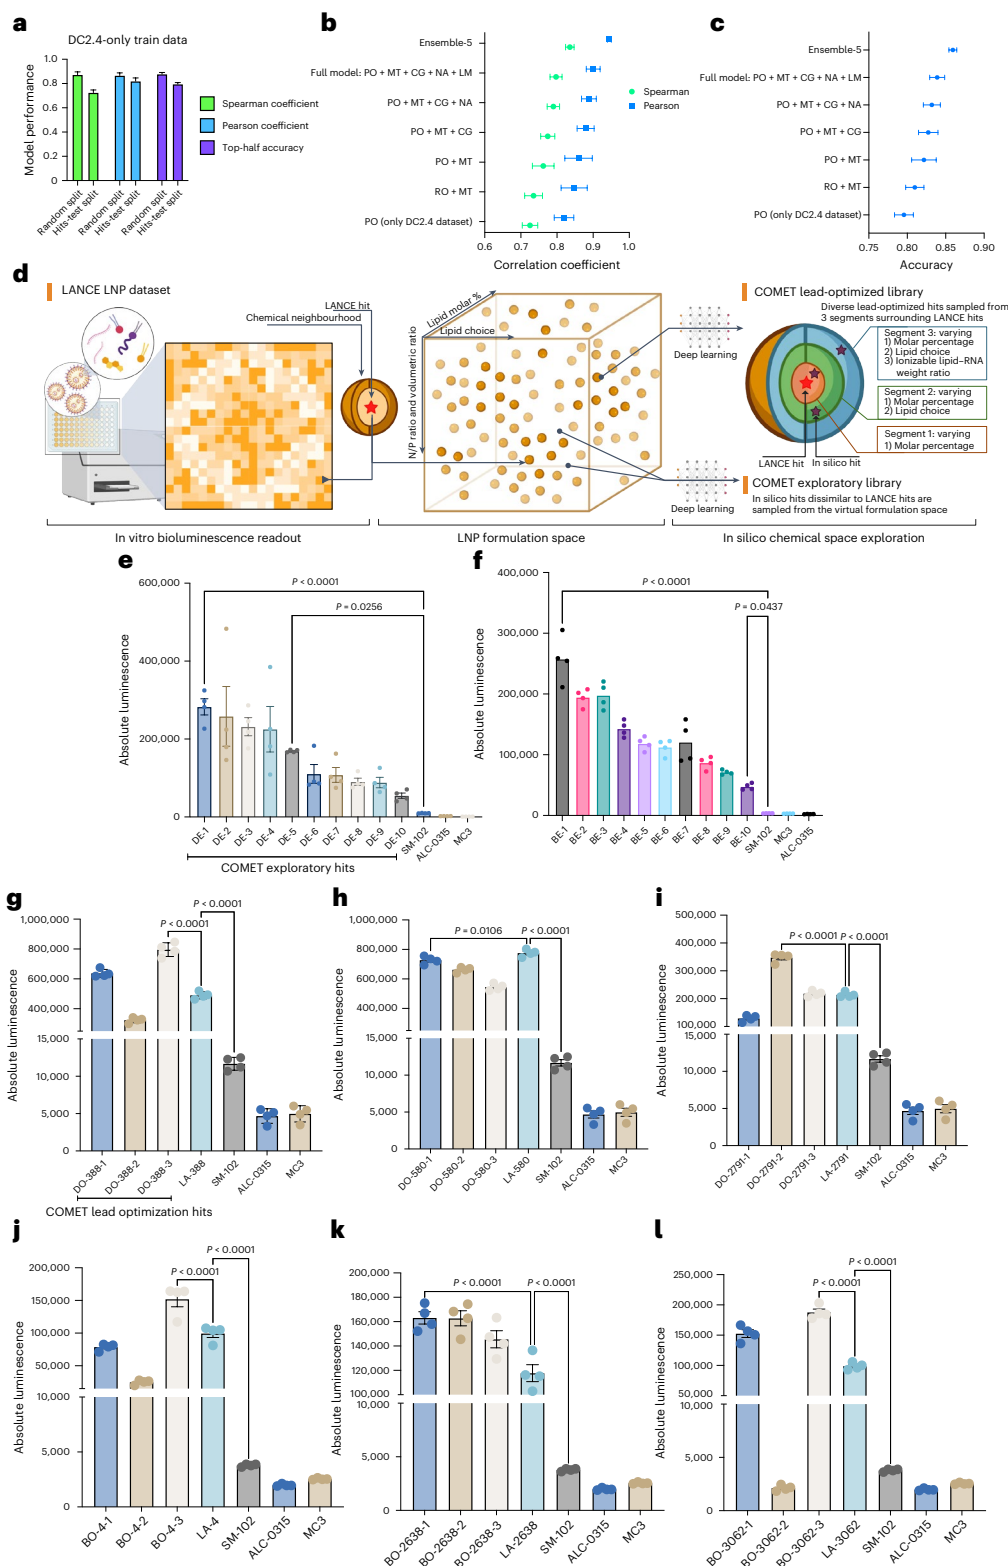 a
DC2.4-only train data
Model performance
1.0
0.8
0.6
0.4
0.2
0
Random split
Hits-test split
Random split
Hits-test split
Random split
Hits-test split
Spearman coefficient
Pearson coefficient
Top-half accuracy
b
Ensemble-5
Full model: PO + MT + CG + NA + LM
PO + MT + CG + NA
PO + MT + CG
PO + MT
RO + MT
PO (only DC2.4 dataset)
Spearman
Pearson
0.6 0.7 0.8 0.9 1.0
Correlation coefficient
c
Ensemble-5
Full model: PO + MT + CG + NA + LM
PO + MT + CG + NA
PO + MT + CG
PO + MT
RO + MT
PO (only DC2.4 dataset)
0.75 0.80 0.85 0.90
Accuracy
d
LANCE LNP dataset
LANCE hit
Chemical neighbourhood
In vitro bioluminescence readout
Lipid molar %
Lipid choice
N/P ratio and volumetric ratio
LNP formulation space
Deep learning
Deep learning
COMET lead-optimized library
Diverse lead-optimized hits sampled from
3 segments surrounding LANCE hits
Segment 3: varying
1) Molar percentage
2) Lipid choice
3) Ionizable lipid–RNA
weight ratio
Segment 2: varying
1) Molar percentage
2) Lipid choice
Segment 1: varying
1) Molar percentage
LANCE hit
In silico hit
COMET exploratory library
In silico hits dissimilar to LANCE hits are
sampled from the virtual formulation space
In silico chemical space exploration
e
Absolute luminescence
600,000
400,000
200,000
0
P < 0.0001
P = 0.0256
DE-1 DE-2 DE-3 DE-4 DE-5 DE-6 DE-7 DE-8 DE-9 DE-10 SM-102 ALC-0315 MC3
COMET exploratory hits
f
Absolute luminescence
400,000
300,000
200,000
100,000
0
P < 0.0001
P = 0.0437
BE-1 BE-2 BE-3 BE-4 BE-5 BE-6 BE-7 BE-8 BE-9 BE-10 SM-102 MC3 ALC-0315
g
Absolute luminescence
1,000,000
800,000
600,000
400,000
15,000
10,000
5,000
0
P < 0.0001
P < 0.0001
DO-388-1 DO-388-2 DO-388-3 LA-388 SM-102 ALC-0315 MC3
COMET lead optimization hits
h
Absolute luminescence
1,000,000
800,000
600,000
400,000
15,000
10,000
5,000
0
P = 0.0106
P < 0.0001
DO-580-1 DO-580-2 DO-580-3 LA-580 SM-102 ALC-0315 MC3
i
Absolute luminescence
500,000
400,000
300,000
200,000
100,000
15,000
10,000
5,000
0
P < 0.0001
P < 0.0001
DO-2791-1 DO-2791-2 DO-2791-3 LA-2791 SM-102 ALC-0315 MC3
j
Absolute luminescence
200,000
150,000
100,000
50,000
10,000
5,000
0
P < 0.0001
P < 0.0001
BO-4-1 BO-4-2 BO-4-3 LA-4 SM-102 ALC-0315 MC3
k
Absolute luminescence
200,000
180,000
160,000
140,000
120,000
100,000
10,000
5,000
0
P < 0.0001
P < 0.0001
BO-2638-1 BO-2638-2 BO-2638-3 LA-2638 SM-102 ALC-0315 MC3
l
Absolute luminescence
250,000
200,000
150,000
100,000
50,000
10,000
5,000
0
P < 0.0001
P < 0.0001
BO-3062-1 BO-3062-2 BO-3062-3 LA-3062 SM-102 ALC-0315 MC3